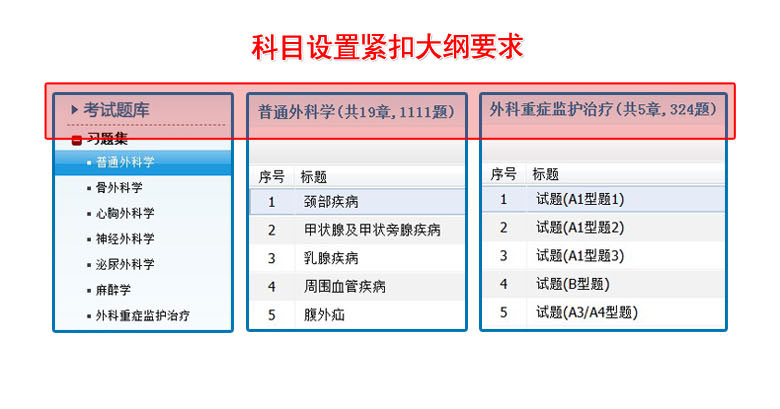 科目设置紧扣大纲要求
考试题库
习题集
普通外科学
骨外科学
心胸外科学
神经外科学
泌尿外科学
麻醉学
外科重症监护治疗
普通外科学(共19章,1111题)
序号 标题
1 颈部疾病
2 甲状腺及甲状旁腺疾病
3 乳腺疾病
4 周围血管疾病
5 腹外疝
外科重症监护治疗(共5章,324题)
序号 标题
1 试题(A1型题1)
2 试题(A1型题2)
3 试题(A1型题3)
4 试题(B型题)
5 试题(A3/A4型题)